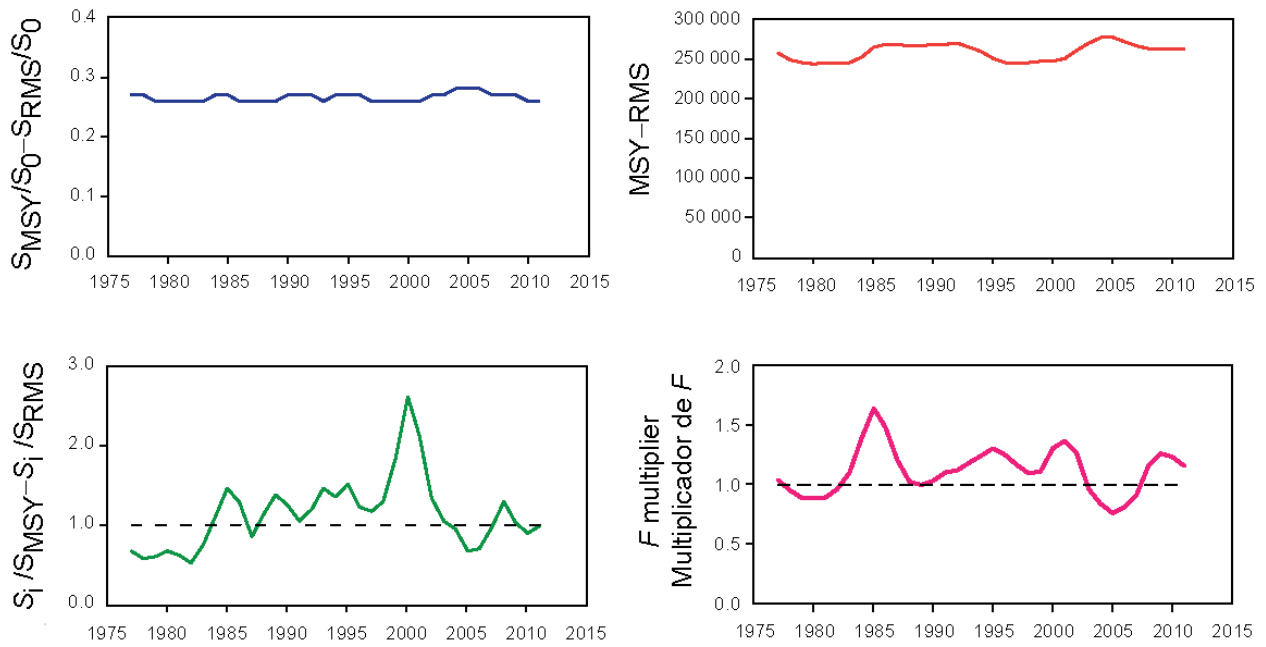 SMSY/S0–SRMS/S0
0.4
0.3
0.2
0.1
0.0
1975 1980 1985 1990 1995 2000 2005 2010 2015
MSY–RMS
300 000
250 000
200 000
150 000
100 000
50 000
0
1975 1980 1985 1990 1995 2000 2005 2010 2015
Si /SMSY–Si /SRMS
3.0
2.0
1.0
0.0
1975 1980 1985 1990 1995 2000 2005 2010 2015
F multiplier
Multiplicador de F
2.0
1.5
1.0
0.5
0.0
1975 1980 1985 1990 1995 2000 2005 2010 2015